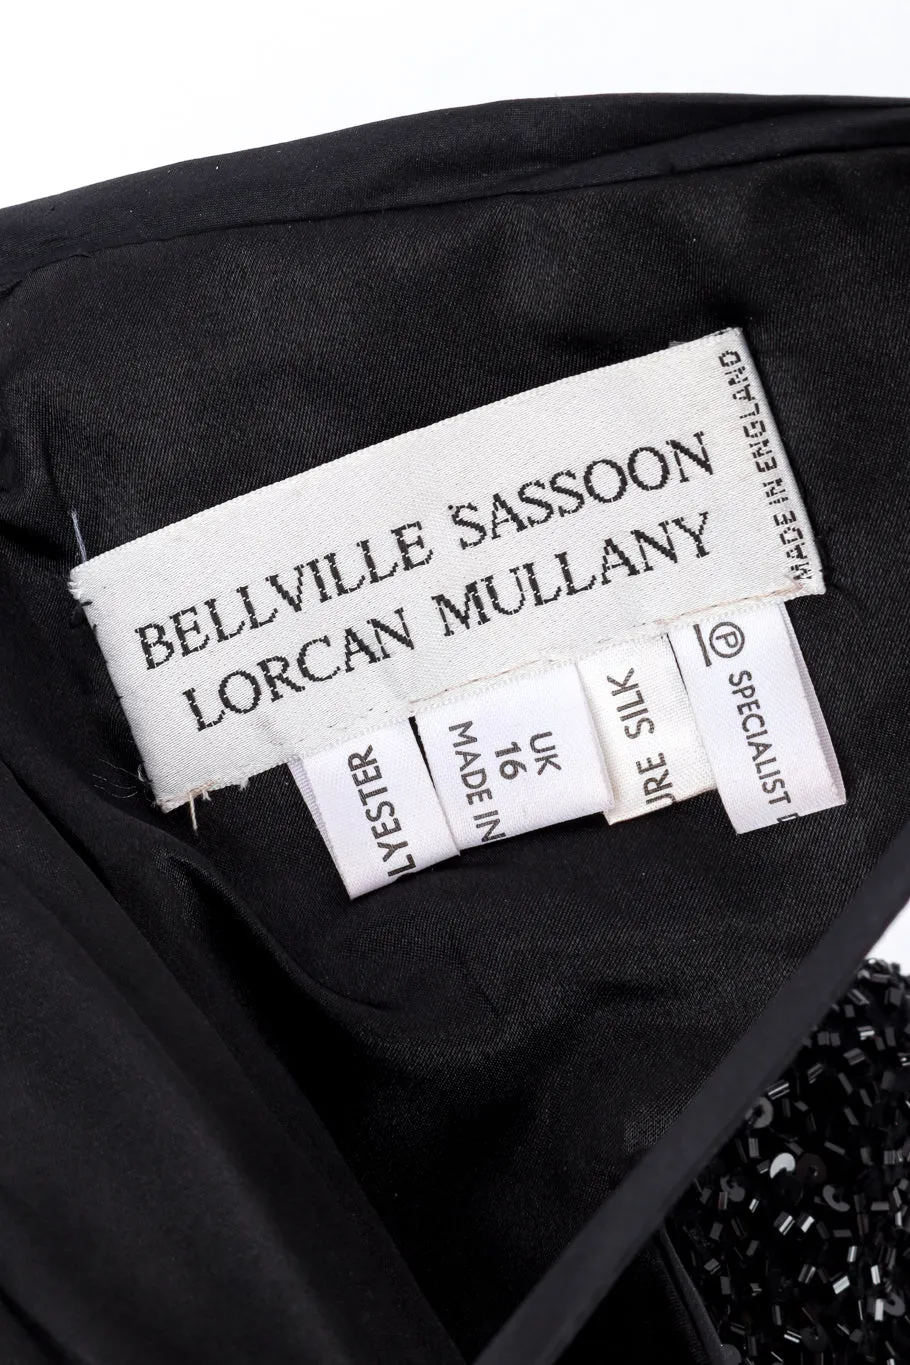 BELLVILLE SASSOON
LORCAN MULLANY
MADE IN ENGLAND
LYESTER
UK
16
MADE IN
URE SILK
P
SPECIALIST